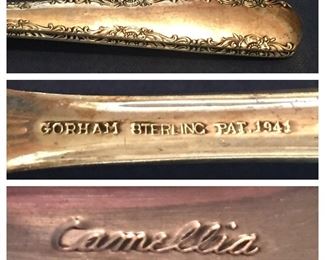 GORHAM STERLING PAT. 1941
Camellia